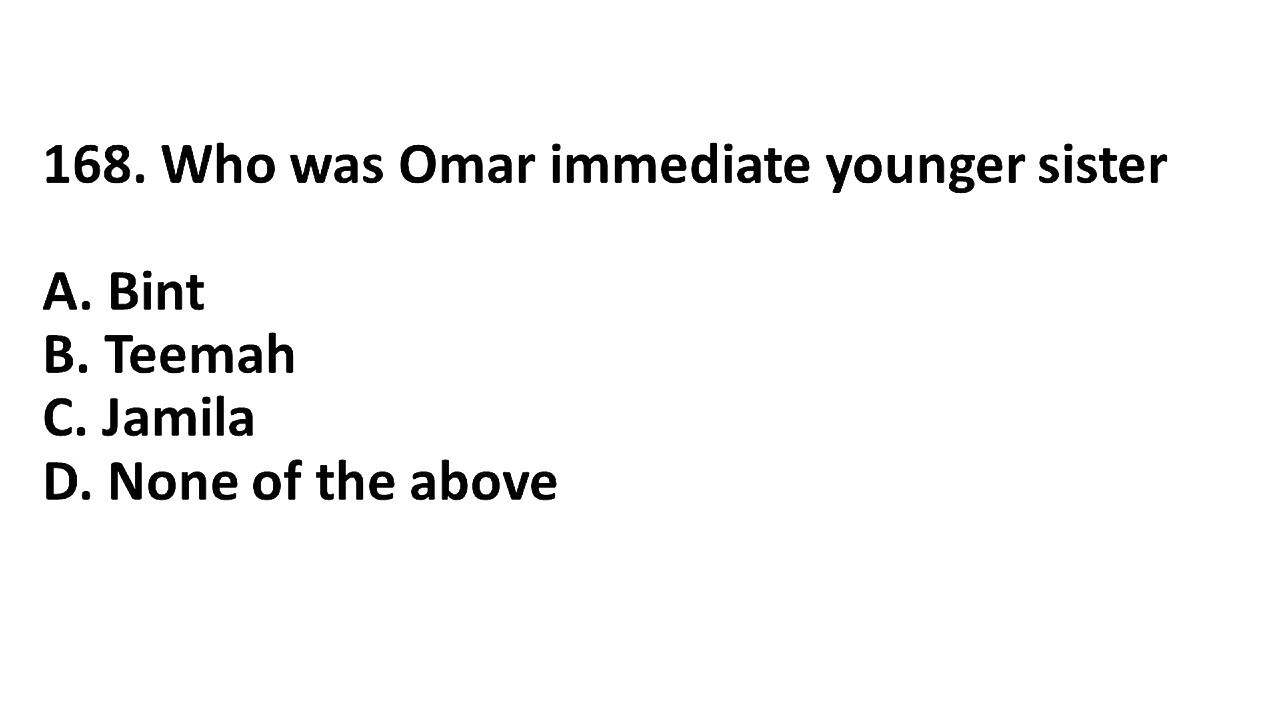 168. Who was Omar immediate younger sister
A. Bint
B. Teemah
C. Jamila
D. None of the above